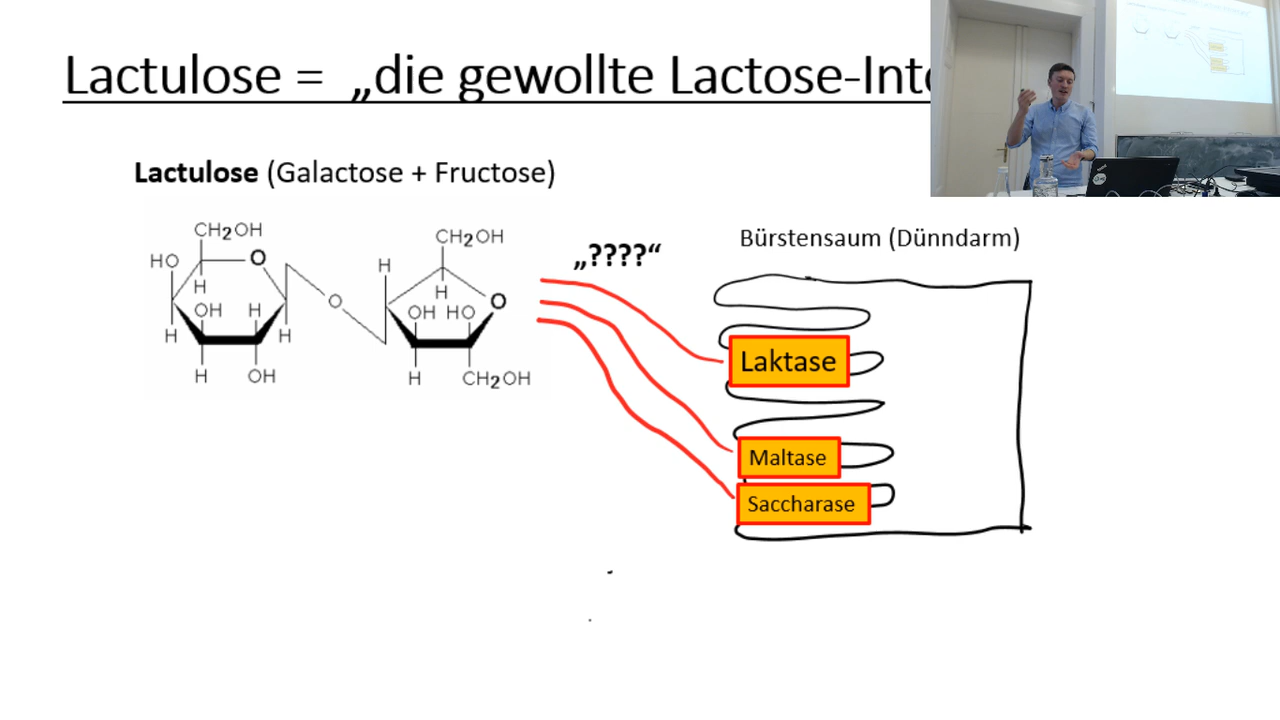 Lactulose = „die gewollte Lactose-Int
Lactulose (Galactose + Fructose)
Bürstensaum (Dünndarm)
„????“
CH2OH
HO
O
H
OH
H
H
H
H
OH
O
CH2OH
H
H
O
OH
HO
H
CH2OH
Laktase
Maltase
Saccharase